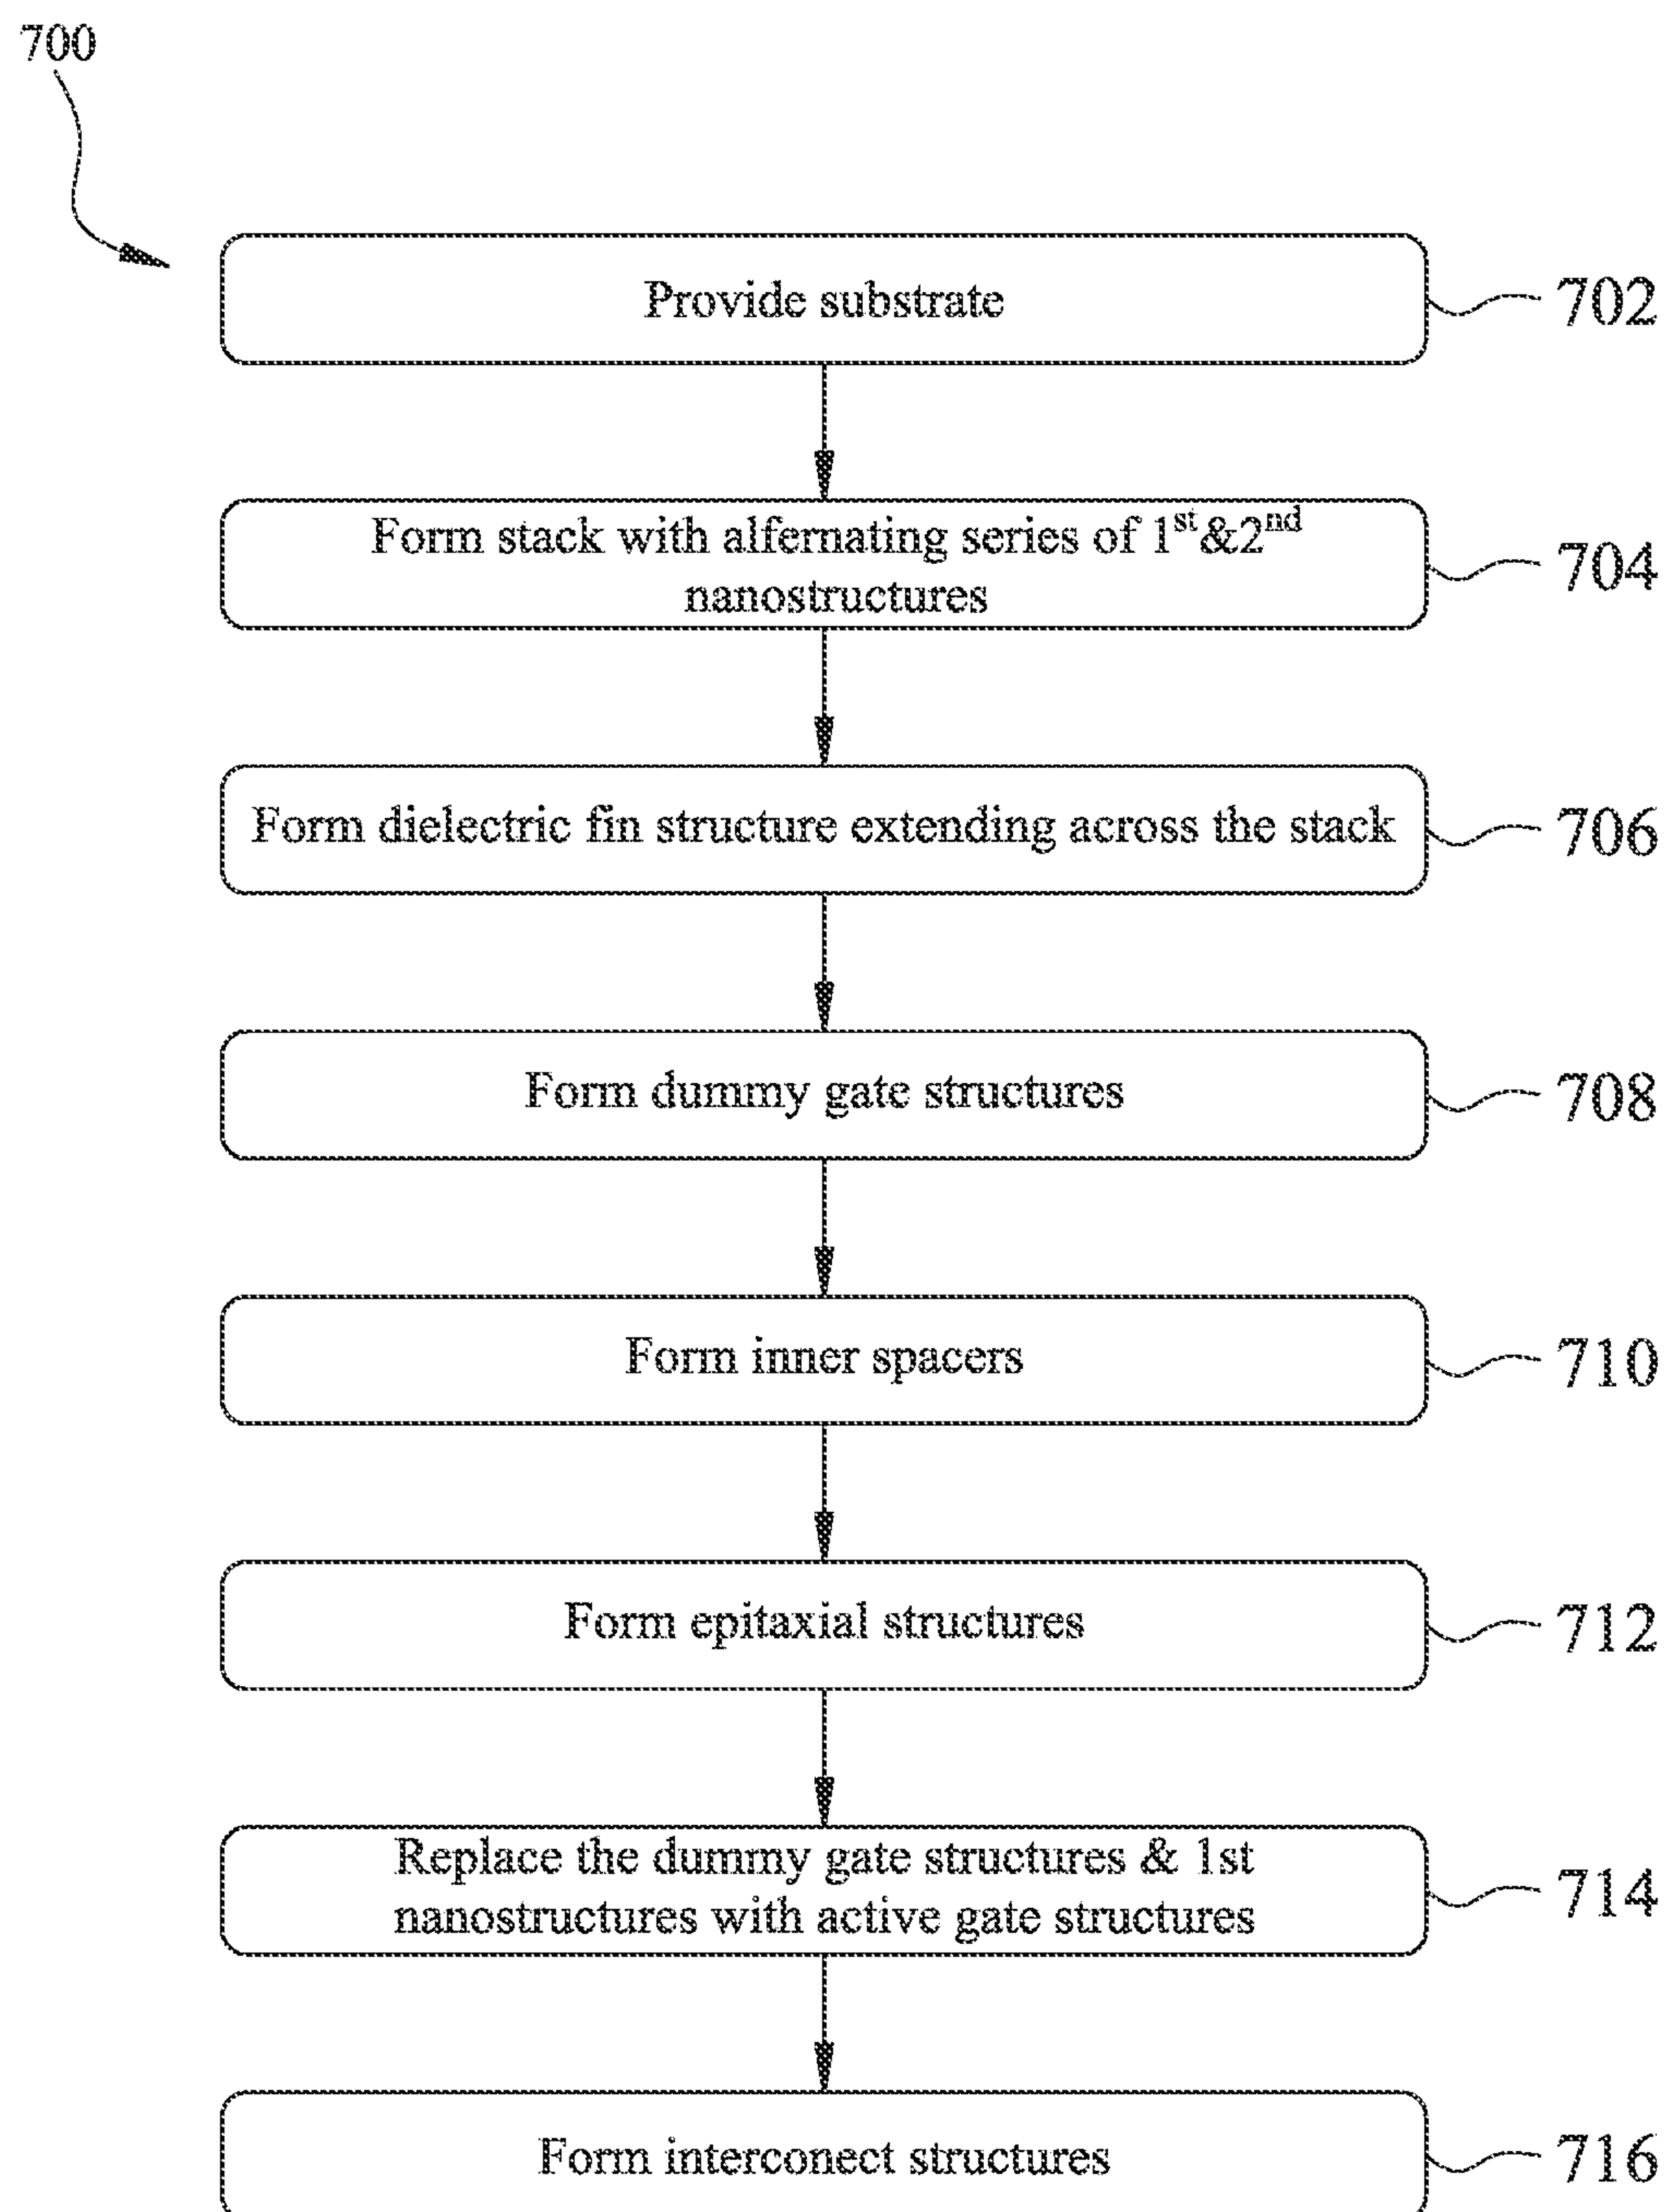 700
Provide substrate
702
Form stack with alfernating series of 1st&2nd
nanostructures
704
Form dielectric fin structure extending across the stack
706
Form dummy gate structures
708
Form inner spacers
710
Form epitaxial structures
712
Replace the dummy gate structures & 1st
nanostructures with active gate structures
714
Form interconect structures
716